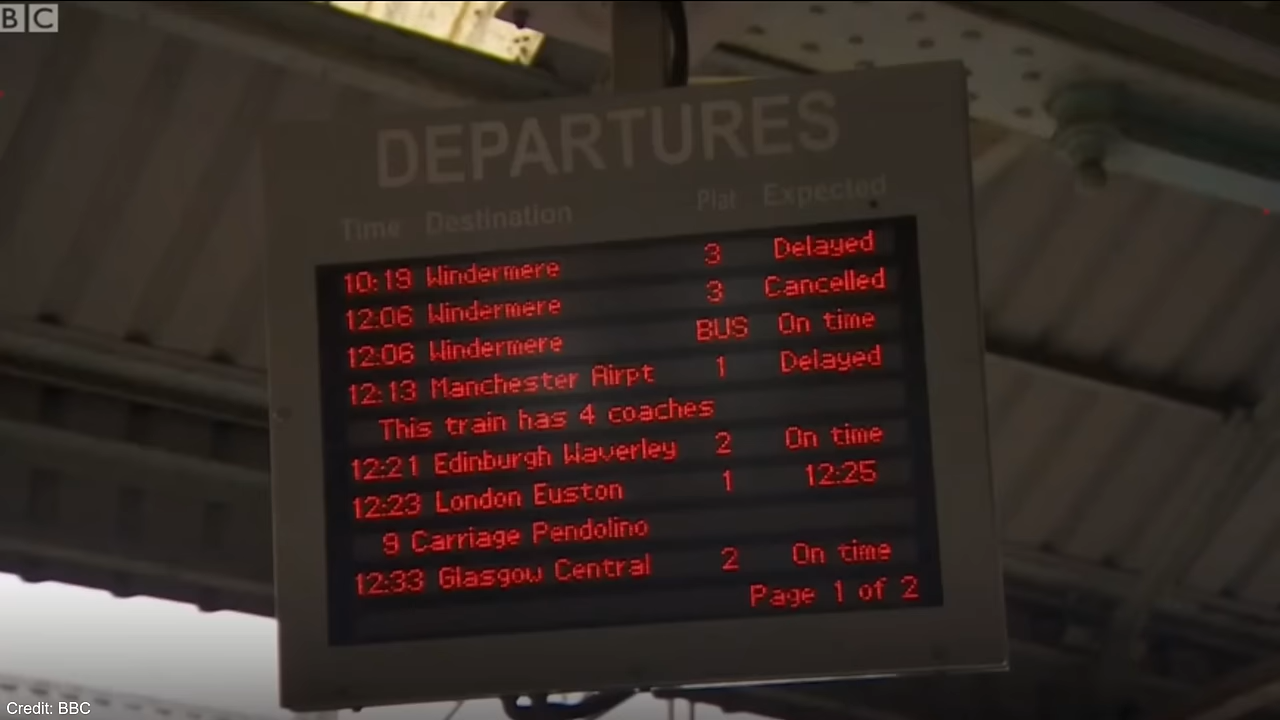 BBC
DEPARTURES
Time Destination Plat Expected
10:19 Windermere 3 Delayed
12:06 Windermere 3 Cancelled
12:06 Windermere BUS On time
12:13 Manchester Airpt 1 Delayed
This train has 4 coaches
12:21 Edinburgh Waverley 2 On time
12:23 London Euston 1 12:25
9 Carriage Pendolino
12:33 Glasgow Central 2 On time
Page 1 of 2
Credit: BBC